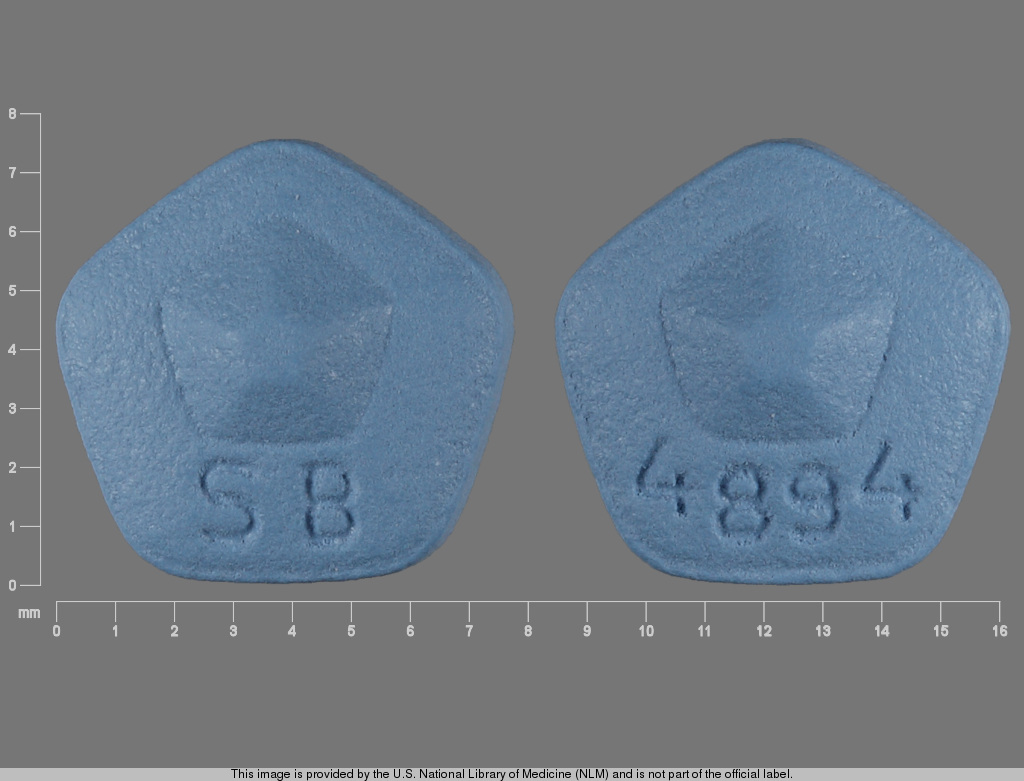 SB
4894
8
7
6
5
4
3
2
1
0
mm
0 1 2 3 4 5 6 7 8 9 10 11 12 13 14 15 16
This image is provided by the U.S. National Library of Medicine (NLM) and is not part of the official label.